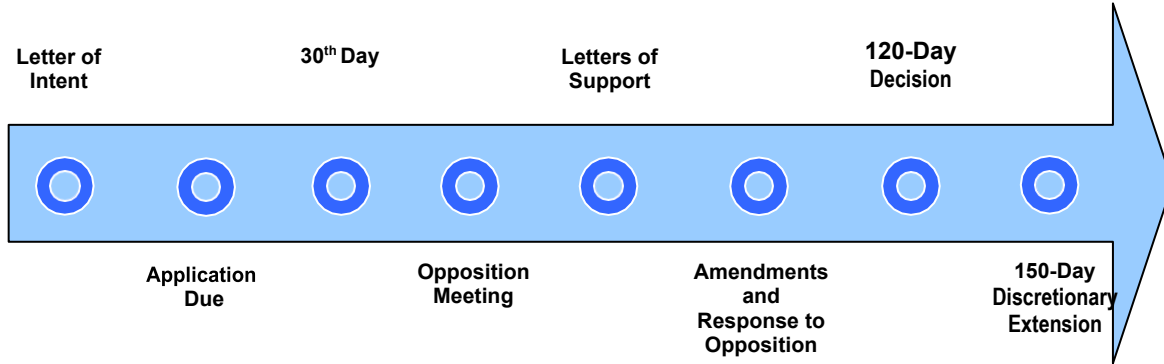 Letter of
Intent
30th Day
Letters of
Support
120-Day
Decision
Application
Due
Opposition
Meeting
Amendments
and
Response to
Opposition
150-Day
Discretionary
Extension